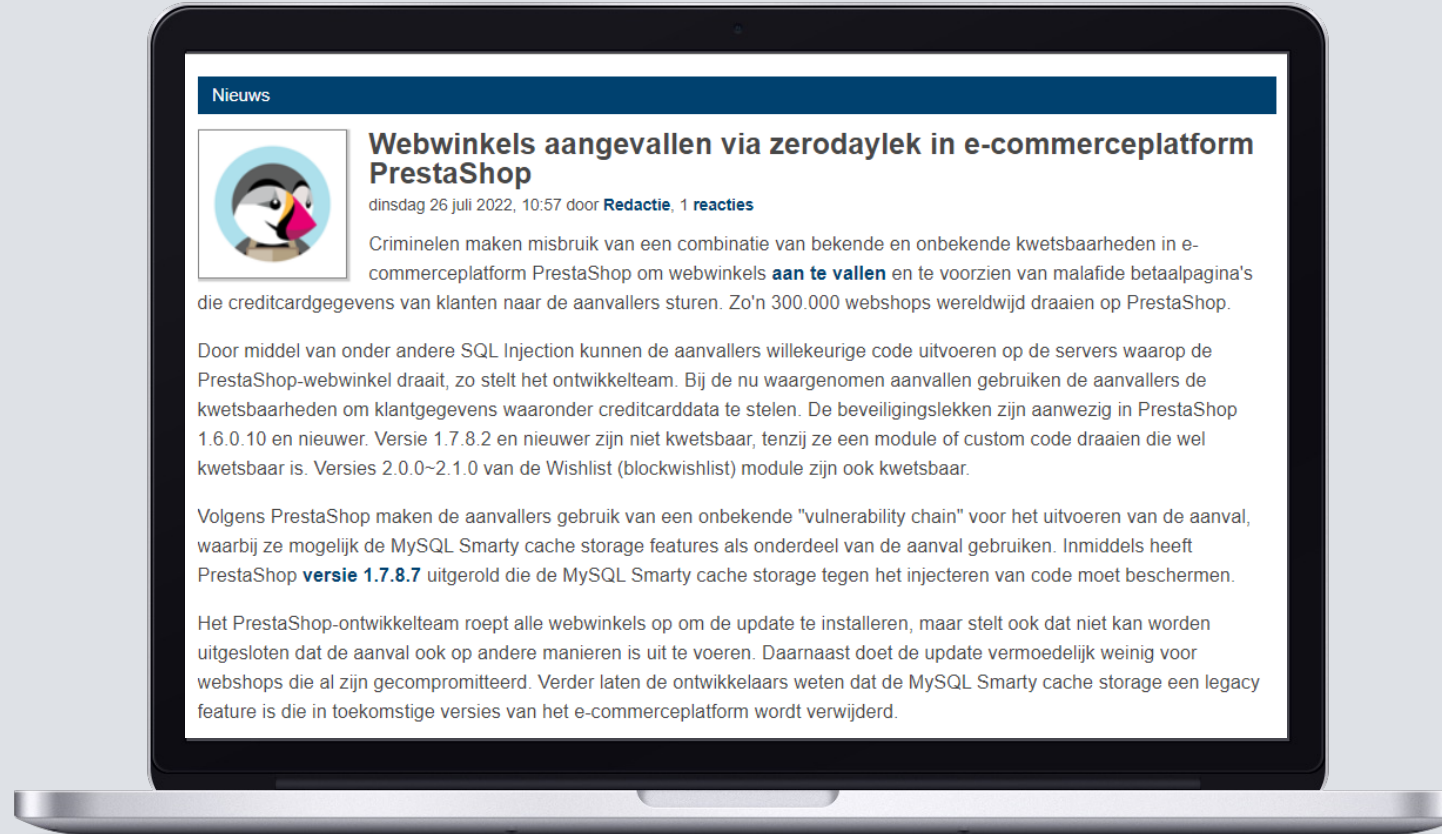 Nieuws
Webwinkels aangevallen via zerodaylek in e-commerceplatform
PrestaShop
dinsdag 26 juli 2022, 10:57 door Redactie, 1 reacties
Criminelen maken misbruik van een combinatie van bekende en onbekende kwetsbaarheden in e-
commerceplatform PrestaShop om webwinkels aan te vallen en te voorzien van malafide betaalpagina's
die creditcardgegevens van klanten naar de aanvallers sturen. Zo'n 300.000 webshops wereldwijd draaien op PrestaShop.
Door middel van onder andere SQL Injection kunnen de aanvallers willekeurige code uitvoeren op de servers waarop de
PrestaShop-webwinkel draait, zo stelt het ontwikkelteam. Bij de nu waargenomen aanvallen gebruiken de aanvallers de
kwetsbaarheden om klantgegevens waaronder creditcarddata te stelen. De beveiligingslekken zijn aanwezig in PrestaShop
1.6.0.10 en nieuwer. Versie 1.7.8.2 en nieuwer zijn niet kwetsbaar, tenzij ze een module of custom code draaien die wel
kwetsbaar is. Versies 2.0.0~2.1.0 van de Wishlist (blockwishlist) module zijn ook kwetsbaar.
Volgens PrestaShop maken de aanvallers gebruik van een onbekende "vulnerability chain" voor het uitvoeren van de aanval,
waarbij ze mogelijk de MySQL Smarty cache storage features als onderdeel van de aanval gebruiken. Inmiddels heeft
PrestaShop versie 1.7.8.7 uitgerold die de MySQL Smarty cache storage tegen het injecteren van code moet beschermen.
Het PrestaShop-ontwikkelteam roept alle webwinkels op om de update te installeren, maar stelt ook dat niet kan worden
uitgesloten dat de aanval ook op andere manieren is uit te voeren. Daarnaast doet de update vermoedelijk weinig voor
webshops die al zijn gecompromitteerd. Verder laten de ontwikkelaars weten dat de MySQL Smarty cache storage een legacy
feature is die in toekomstige versies van het e-commerceplatform wordt verwijderd.